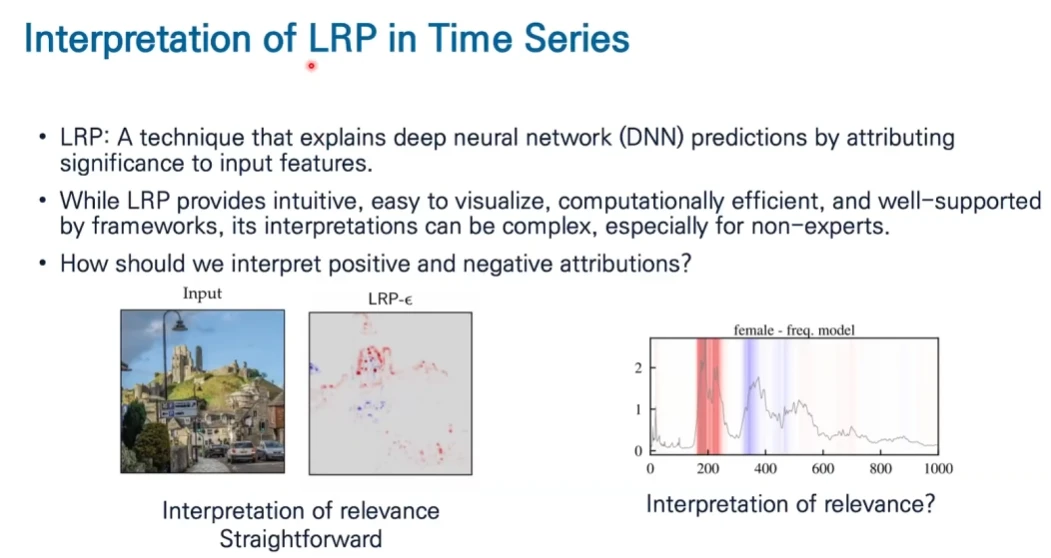 Interpretation of LRP in Time Series
• LRP: A technique that explains deep neural network (DNN) predictions by attributing
significance to input features.
• While LRP provides intuitive, easy to visualize, computationally efficient, and well-supported
by frameworks, its interpretations can be complex, especially for non-experts.
• How should we interpret positive and negative attributions?
Input
LRP-ϵ
female - freq. model
2
1
0
0 200 400 600 800 1000
Interpretation of relevance
Straightforward
Interpretation of relevance?